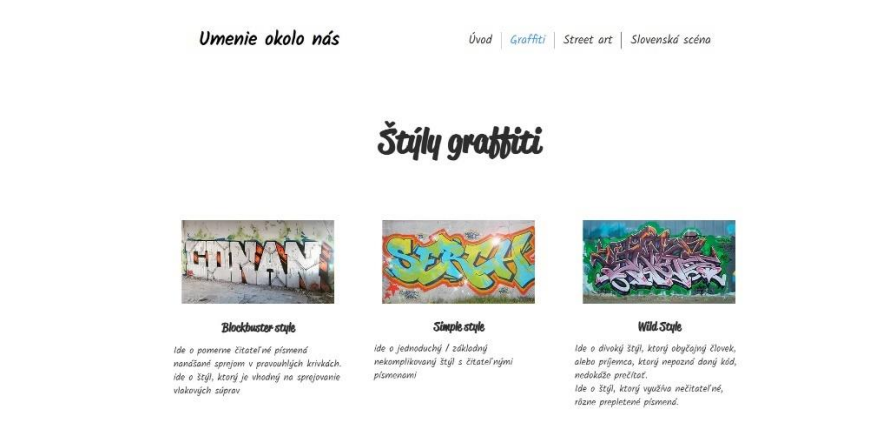 Umenie okolo nás
Úvod
Graffiti
Street art
Slovenská scéna
Štýly graffiti
CONAN
SERCH
Blockbuster style
Ide o pomerne čitateľné písmená
nanášané sprejom v pravouhlých krivkách.
ide o štýl, ktorý je vhodný na sprejovanie
vlakových súprav
Simple style
ide o jednoduchý / základný
nekomplikovaný štýl s čitateľnými
písmenami
Wild Style
Ide o divoký štýl, ktorý obyčajný človek,
alebo príjemca, ktorý nepozná daný kód,
nedokáže prečítať.
Ide o štýl, ktorý využíva nečitateľné,
rôzne prepletené písmená.